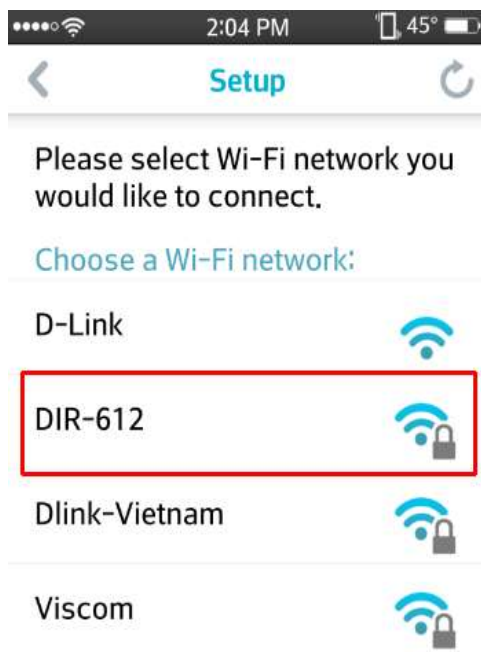 2:04 PM 45°
Setup
Please select Wi-Fi network you
would like to connect.
Choose a Wi-Fi network:
D-Link
DIR-612
Dlink-Vietnam
Viscom